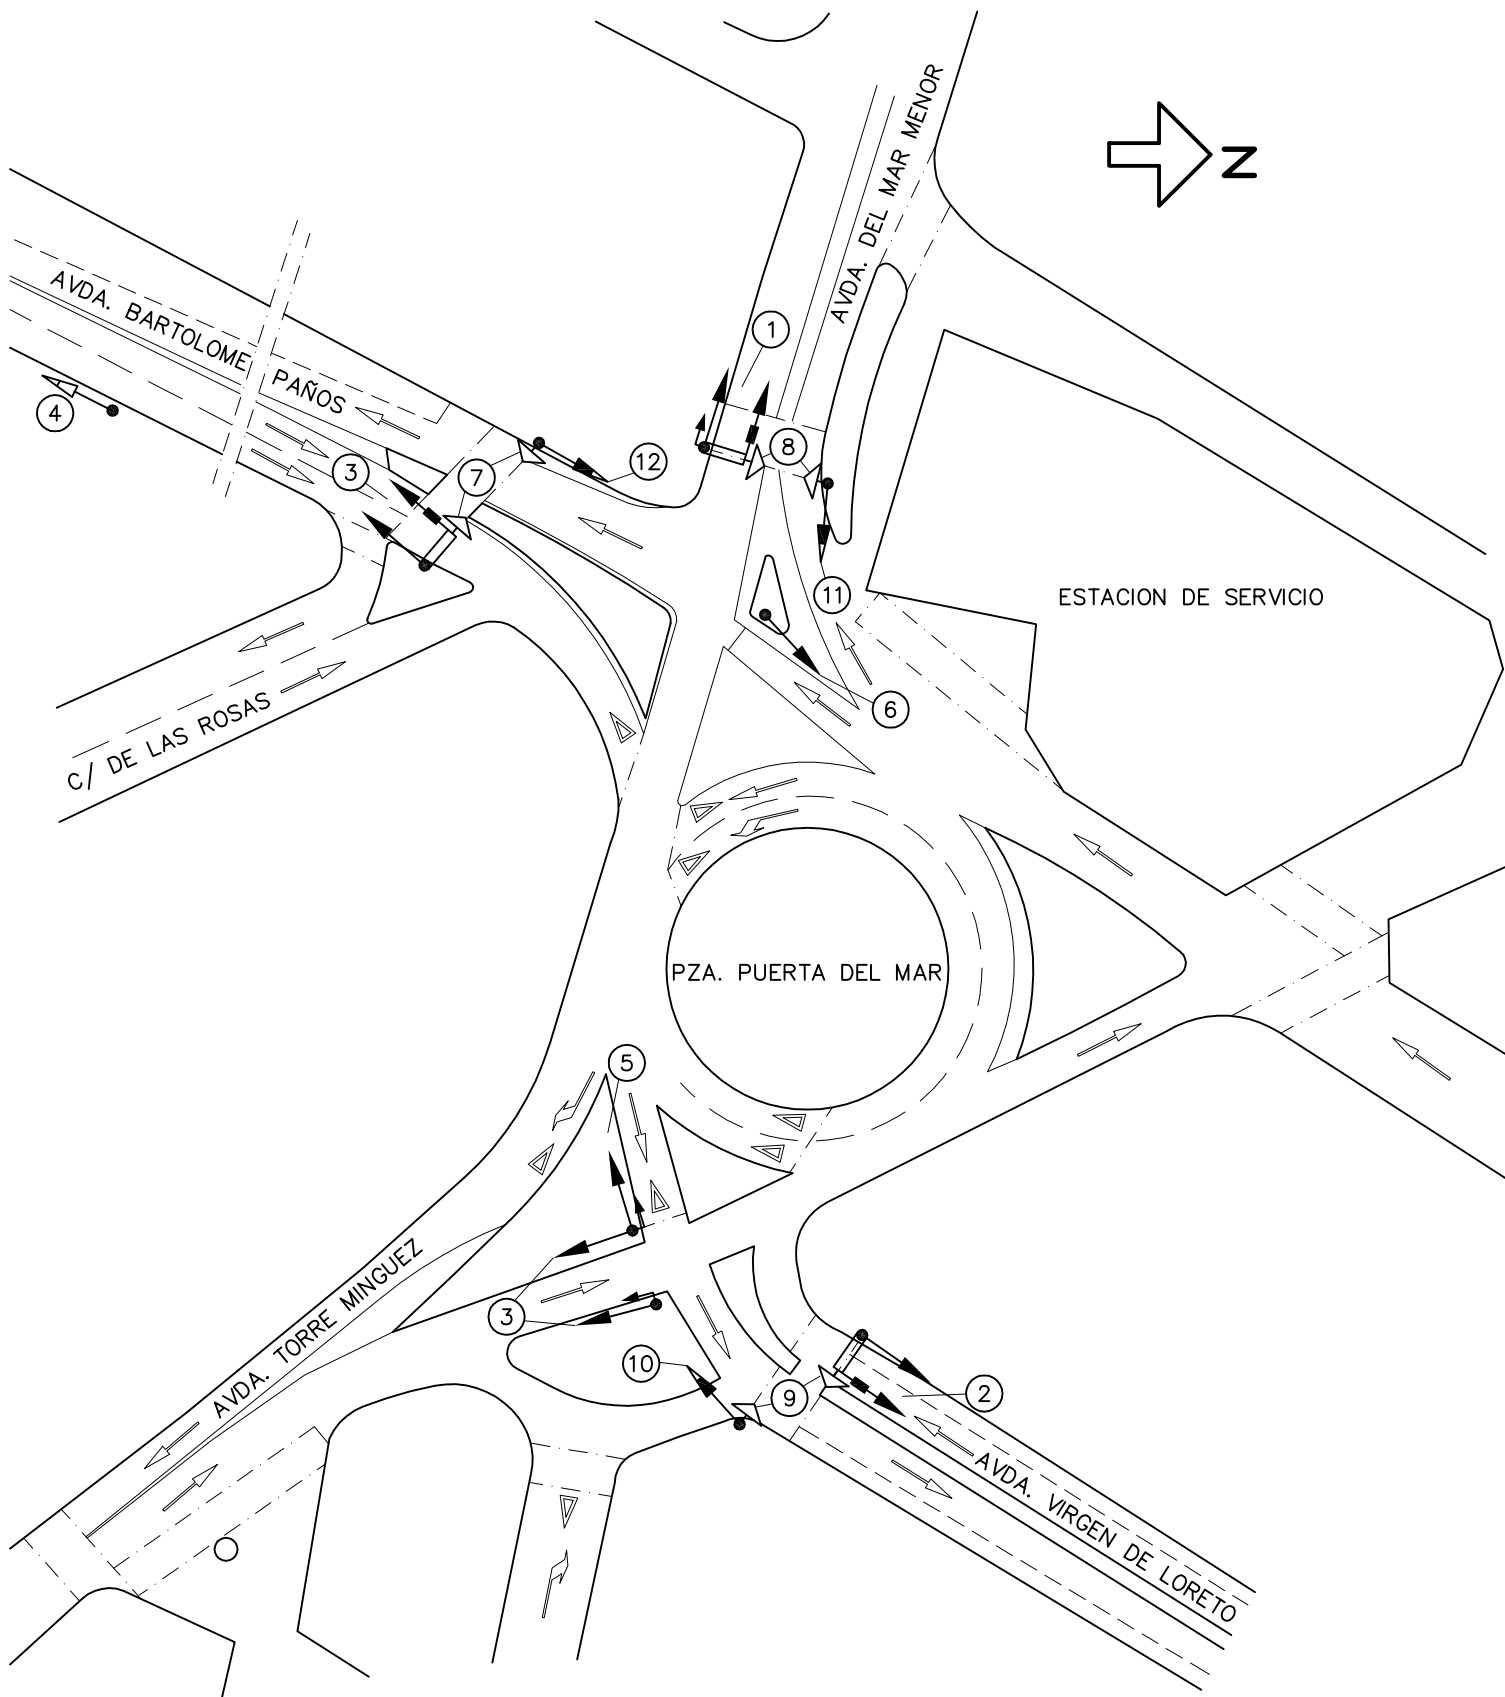 AVDA. DEL MAR MENOR
N
AVDA. BARTOLOME PAÑOS
1
4
8
12
3
7
11
ESTACION DE SERVICIO
6
C/ DE LAS ROSAS
PZA. PUERTA DEL MAR
5
AVDA. TORRE MINGUEZ
3
10
9
2
AVDA. VIRGEN DE LORETO